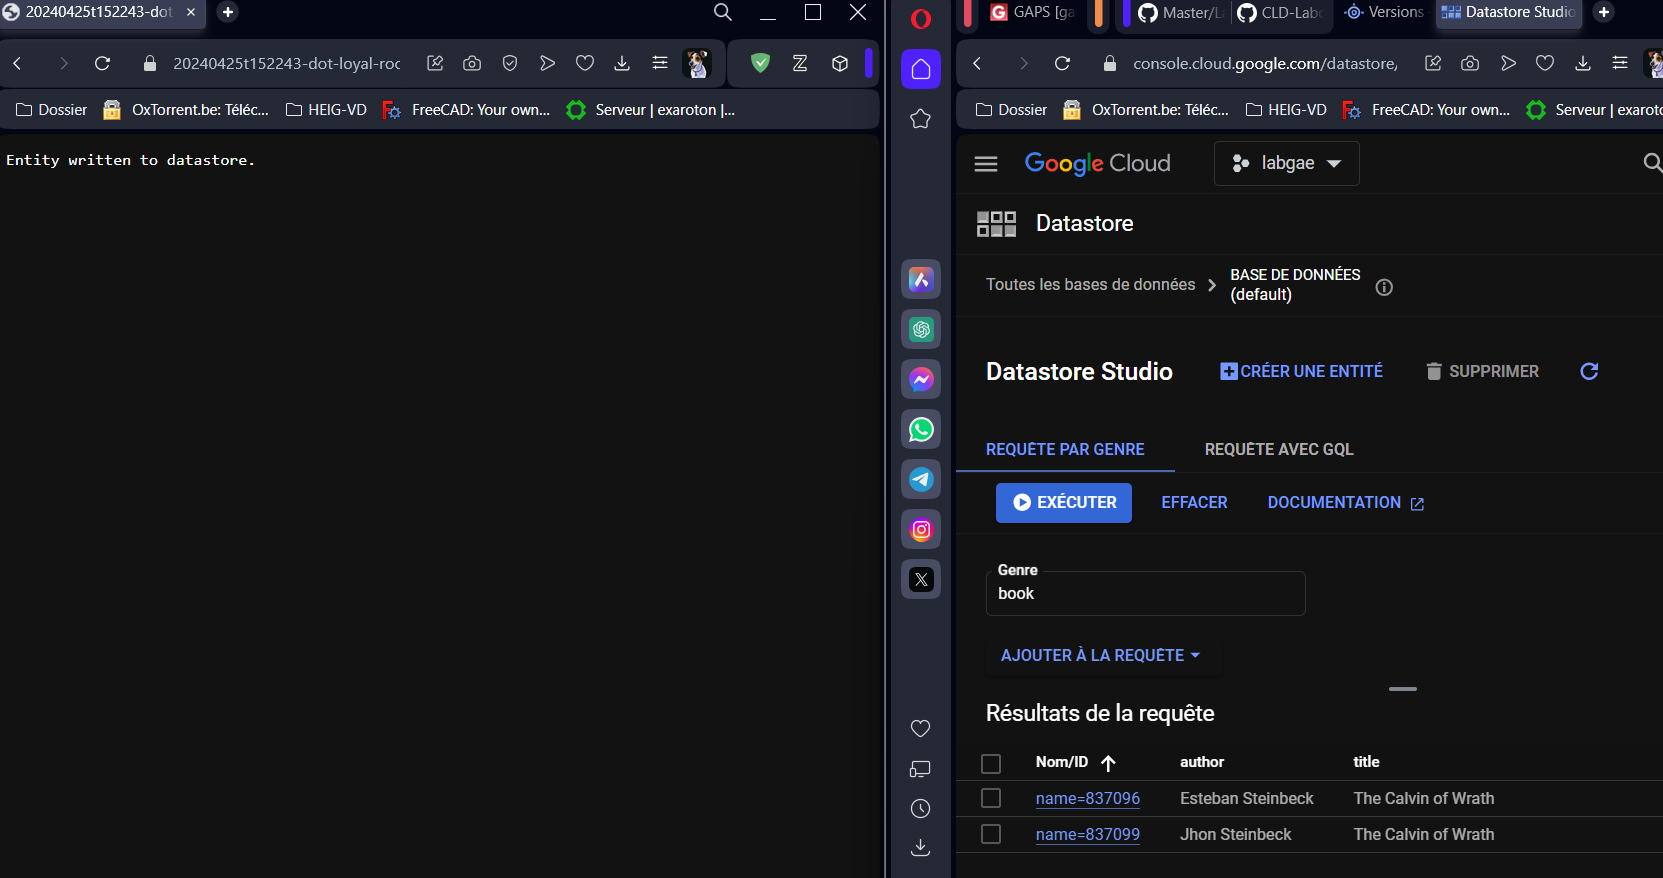 20240425t152243-dot
20240425t152243-dot-loyal-roc
Dossier
OxTorrent.be: Téléc...
HEIG-VD
FreeCAD: Your own...
Serveur | exaroton |...
Entity written to datastore.
GAPS [ga
Master/La
CLD-Labo
Versions
Datastore Studio
console.cloud.google.com/datastore/
Dossier
OxTorrent.be: Téléc...
HEIG-VD
FreeCAD: Your own...
Serveur | exaroto
Google Cloud
labgae
Datastore
Toutes les bases de données
BASE DE DONNÉES
(default)
Datastore Studio
CRÉER UNE ENTITÉ
SUPPRIMER
REQUÊTE PAR GENRE
REQUÊTE AVEC GQL
EXÉCUTER
EFFACER
DOCUMENTATION
Genre
book
AJOUTER À LA REQUÊTE
Résultats de la requête
Nom/ID author title
name=837096 Esteban Steinbeck The Calvin of Wrath
name=837099 Jhon Steinbeck The Calvin of Wrath